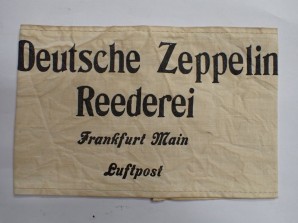 Deutsche Zeppelin
Reederei
Frankfurt Main
Luftpost